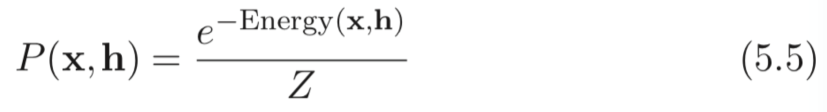 P(x, h) = e^{-Energy(x,h)} / Z (5.5)